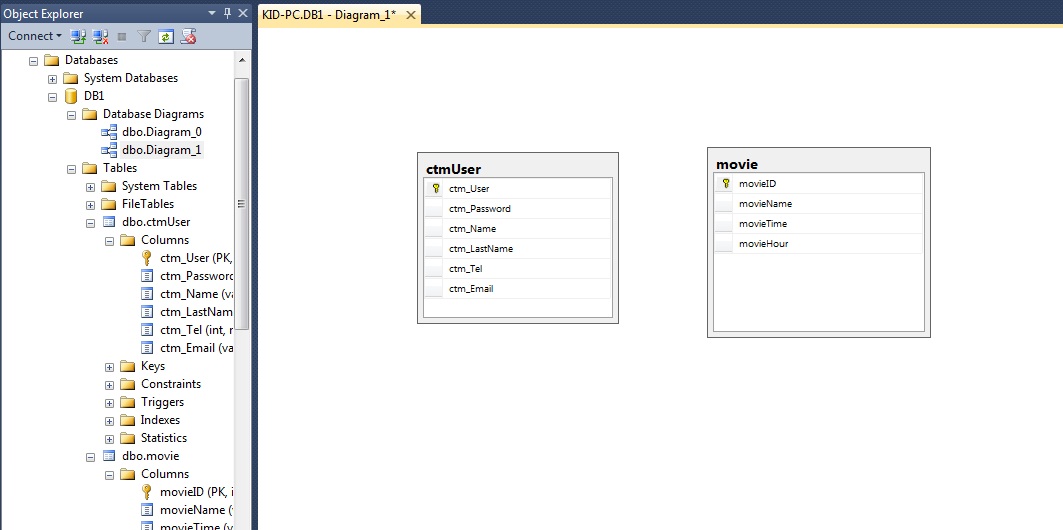 Object Explorer
Connect
Databases
System Databases
DB1
Database Diagrams
dbo.Diagram_0
dbo.Diagram_1
Tables
System Tables
FileTables
dbo.ctmUser
Columns
ctm_User (PK,
ctm_Password
ctm_Name (va
ctm_LastNam
ctm_Tel (int, n
ctm_Email (va
Keys
Constraints
Triggers
Indexes
Statistics
dbo.movie
Columns
movieID (PK, i
movieName (
movieTime (v
KID-PC.DB1 - Diagram_1*
ctmUser
ctm_User
ctm_Password
ctm_Name
ctm_LastName
ctm_Tel
ctm_Email
movie
movieID
movieName
movieTime
movieHour